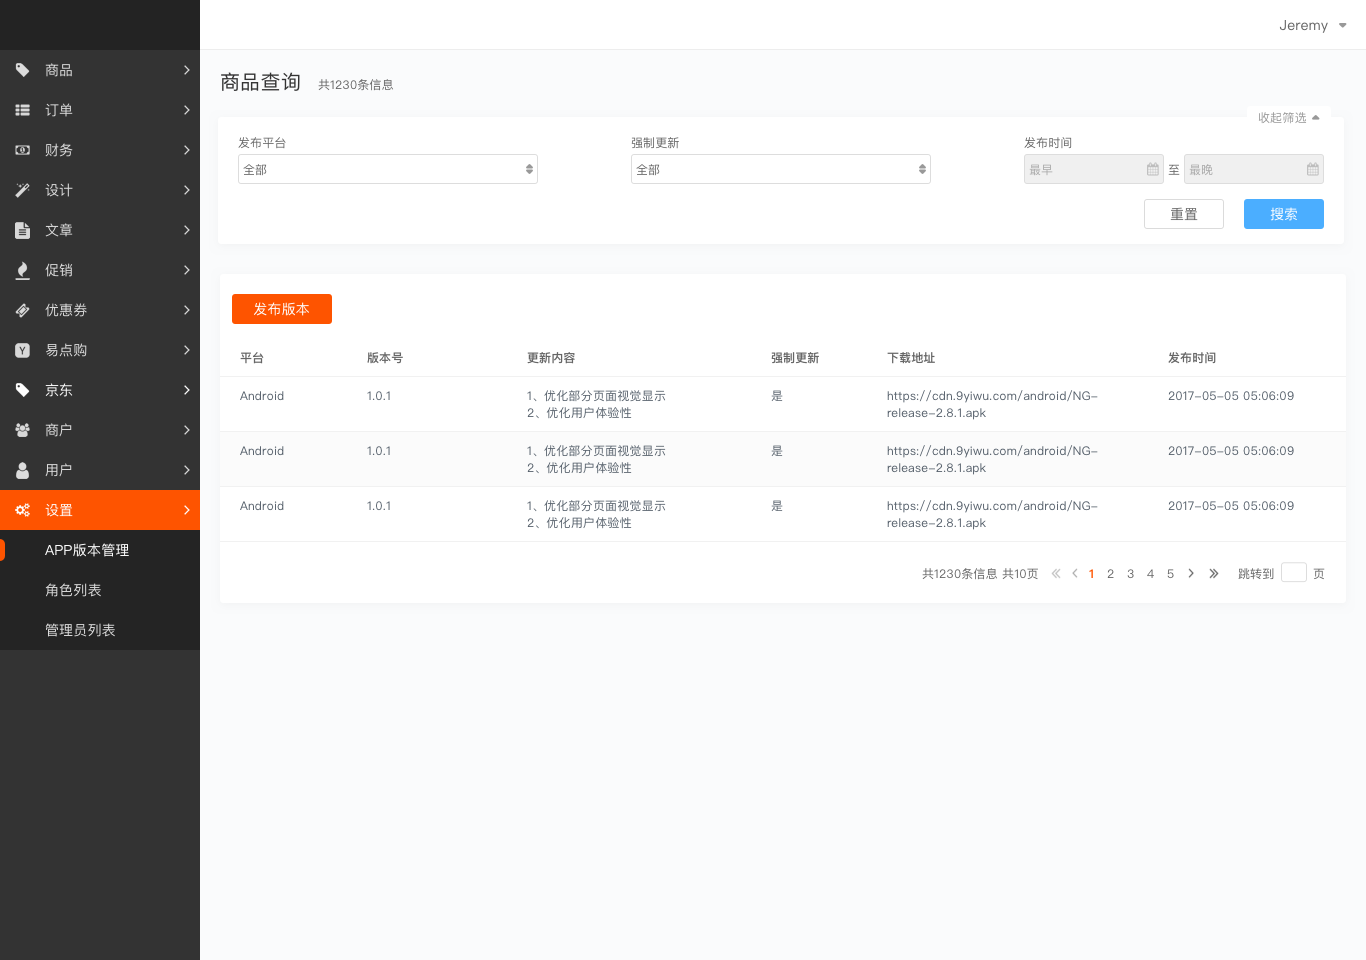 Jeremy
商品
订单
财务
设计
文章
促销
优惠券
易点购
京东
商户
用户
设置
APP版本管理
角色列表
管理员列表
商品查询 共1230条信息
收起筛选
发布平台 强制更新 发布时间
全部 全部 最早 至 最晚
重置 搜索
发布版本
平台 版本号 更新内容 强制更新 下载地址 发布时间
Android 1.0.1 1、优化部分页面视觉显示 是 https://cdn.9yiwu.com/android/NG- 2017-05-05 05:06:09
2、优化用户体验性 release-2.8.1.apk
Android 1.0.1 1、优化部分页面视觉显示 是 https://cdn.9yiwu.com/android/NG- 2017-05-05 05:06:09
2、优化用户体验性 release-2.8.1.apk
Android 1.0.1 1、优化部分页面视觉显示 是 https://cdn.9yiwu.com/android/NG- 2017-05-05 05:06:09
2、优化用户体验性 release-2.8.1.apk
共1230条信息 共10页 1 2 3 4 5 跳转到 页